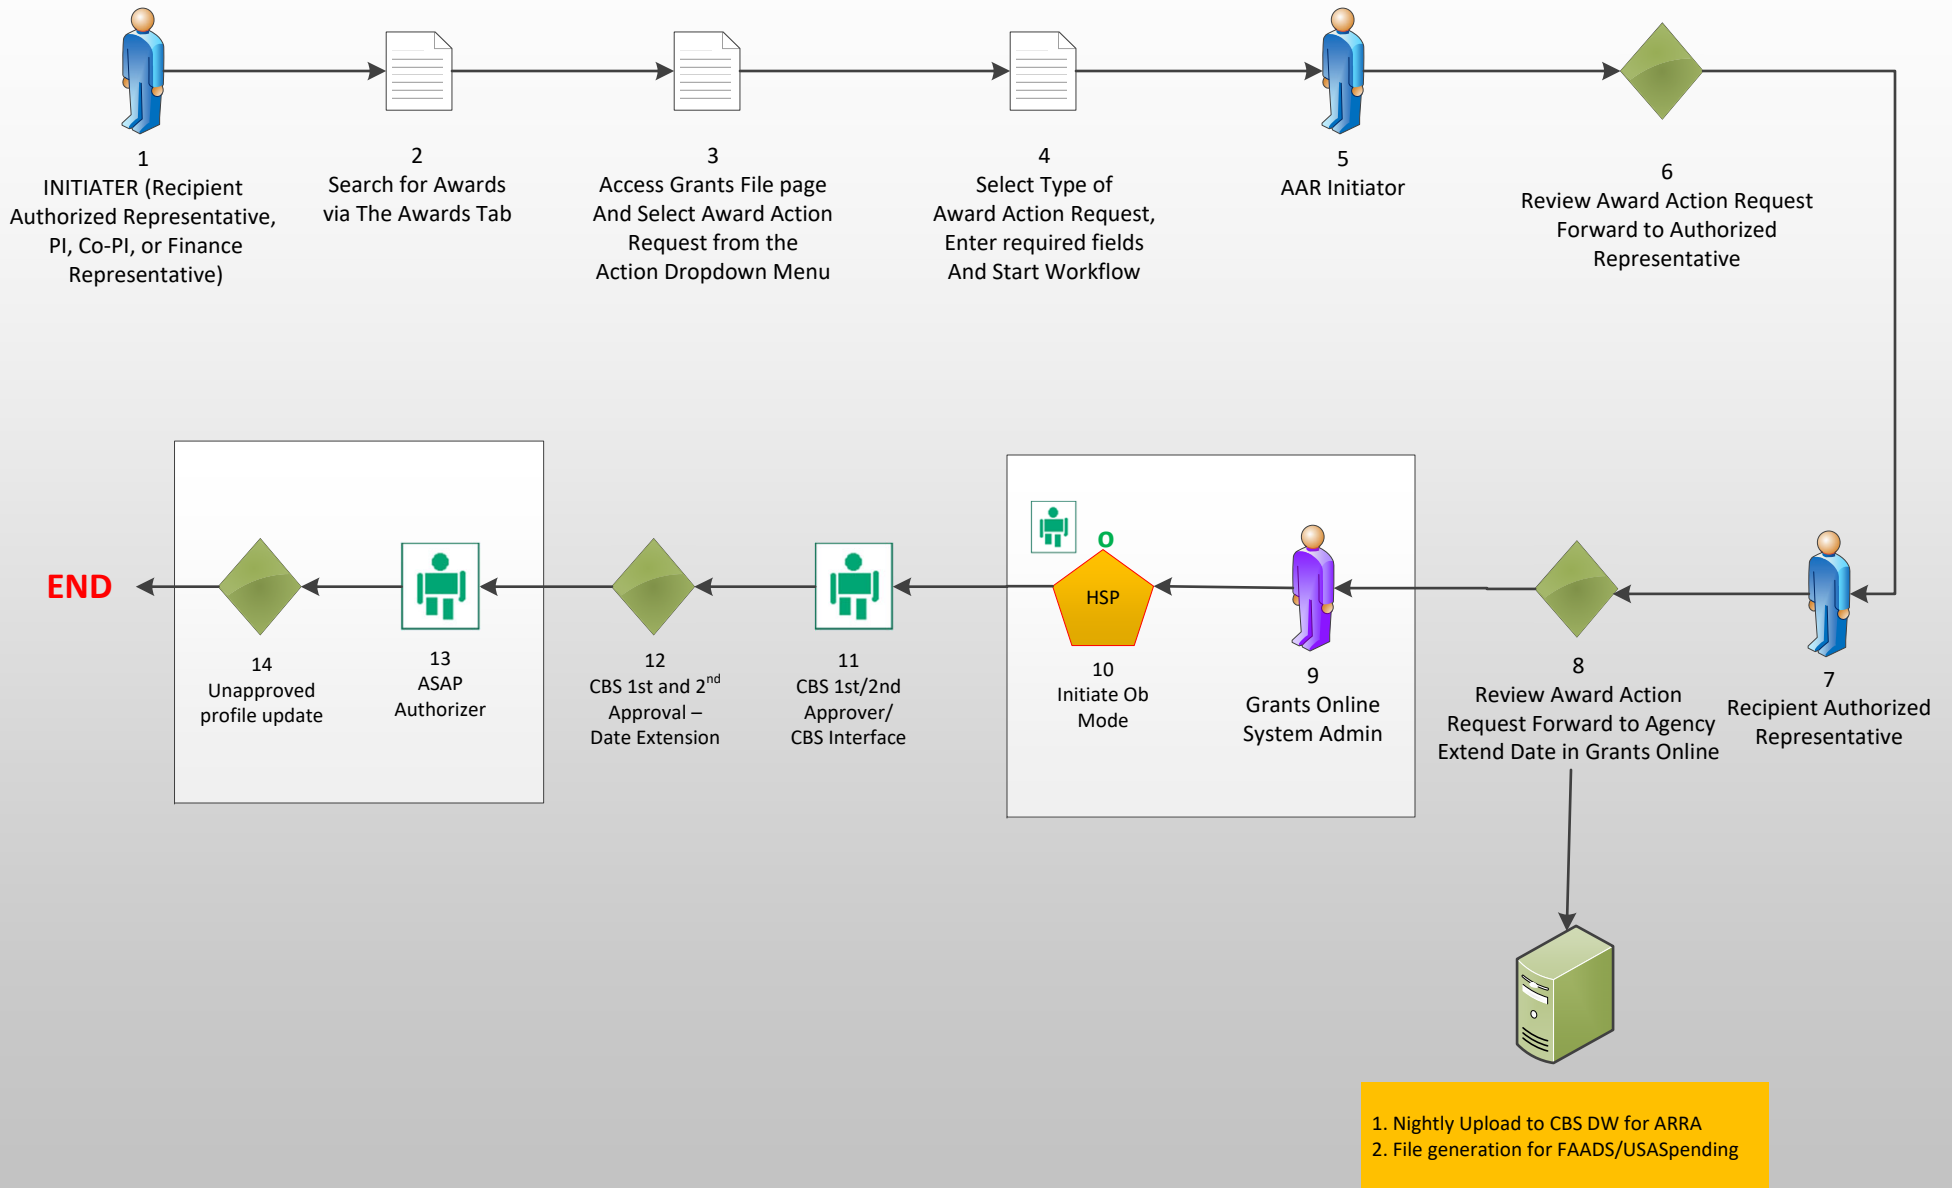 1
INITIATER (Recipient
Authorized Representative,
PI, Co-PI, or Finance
Representative)
2
Search for Awards
via The Awards Tab
3
Access Grants File page
And Select Award Action
Request from the
Action Dropdown Menu
4
Select Type of
Award Action Request,
Enter required fields
And Start Workflow
5
AAR Initiator
6
Review Award Action Request
Forward to Authorized
Representative
7
Recipient Authorized
Representative
8
Review Award Action
Request Forward to Agency
Extend Date in Grants Online
9
Grants Online
System Admin
O
HSP
10
Initiate Ob
Mode
11
CBS 1st/2nd
Approver/
CBS Interface
12
CBS 1st and 2nd
Approval –
Date Extension
13
ASAP
Authorizer
14
Unapproved
profile update
END
1. Nightly Upload to CBS DW for ARRA
2. File generation for FAADS/USASpending